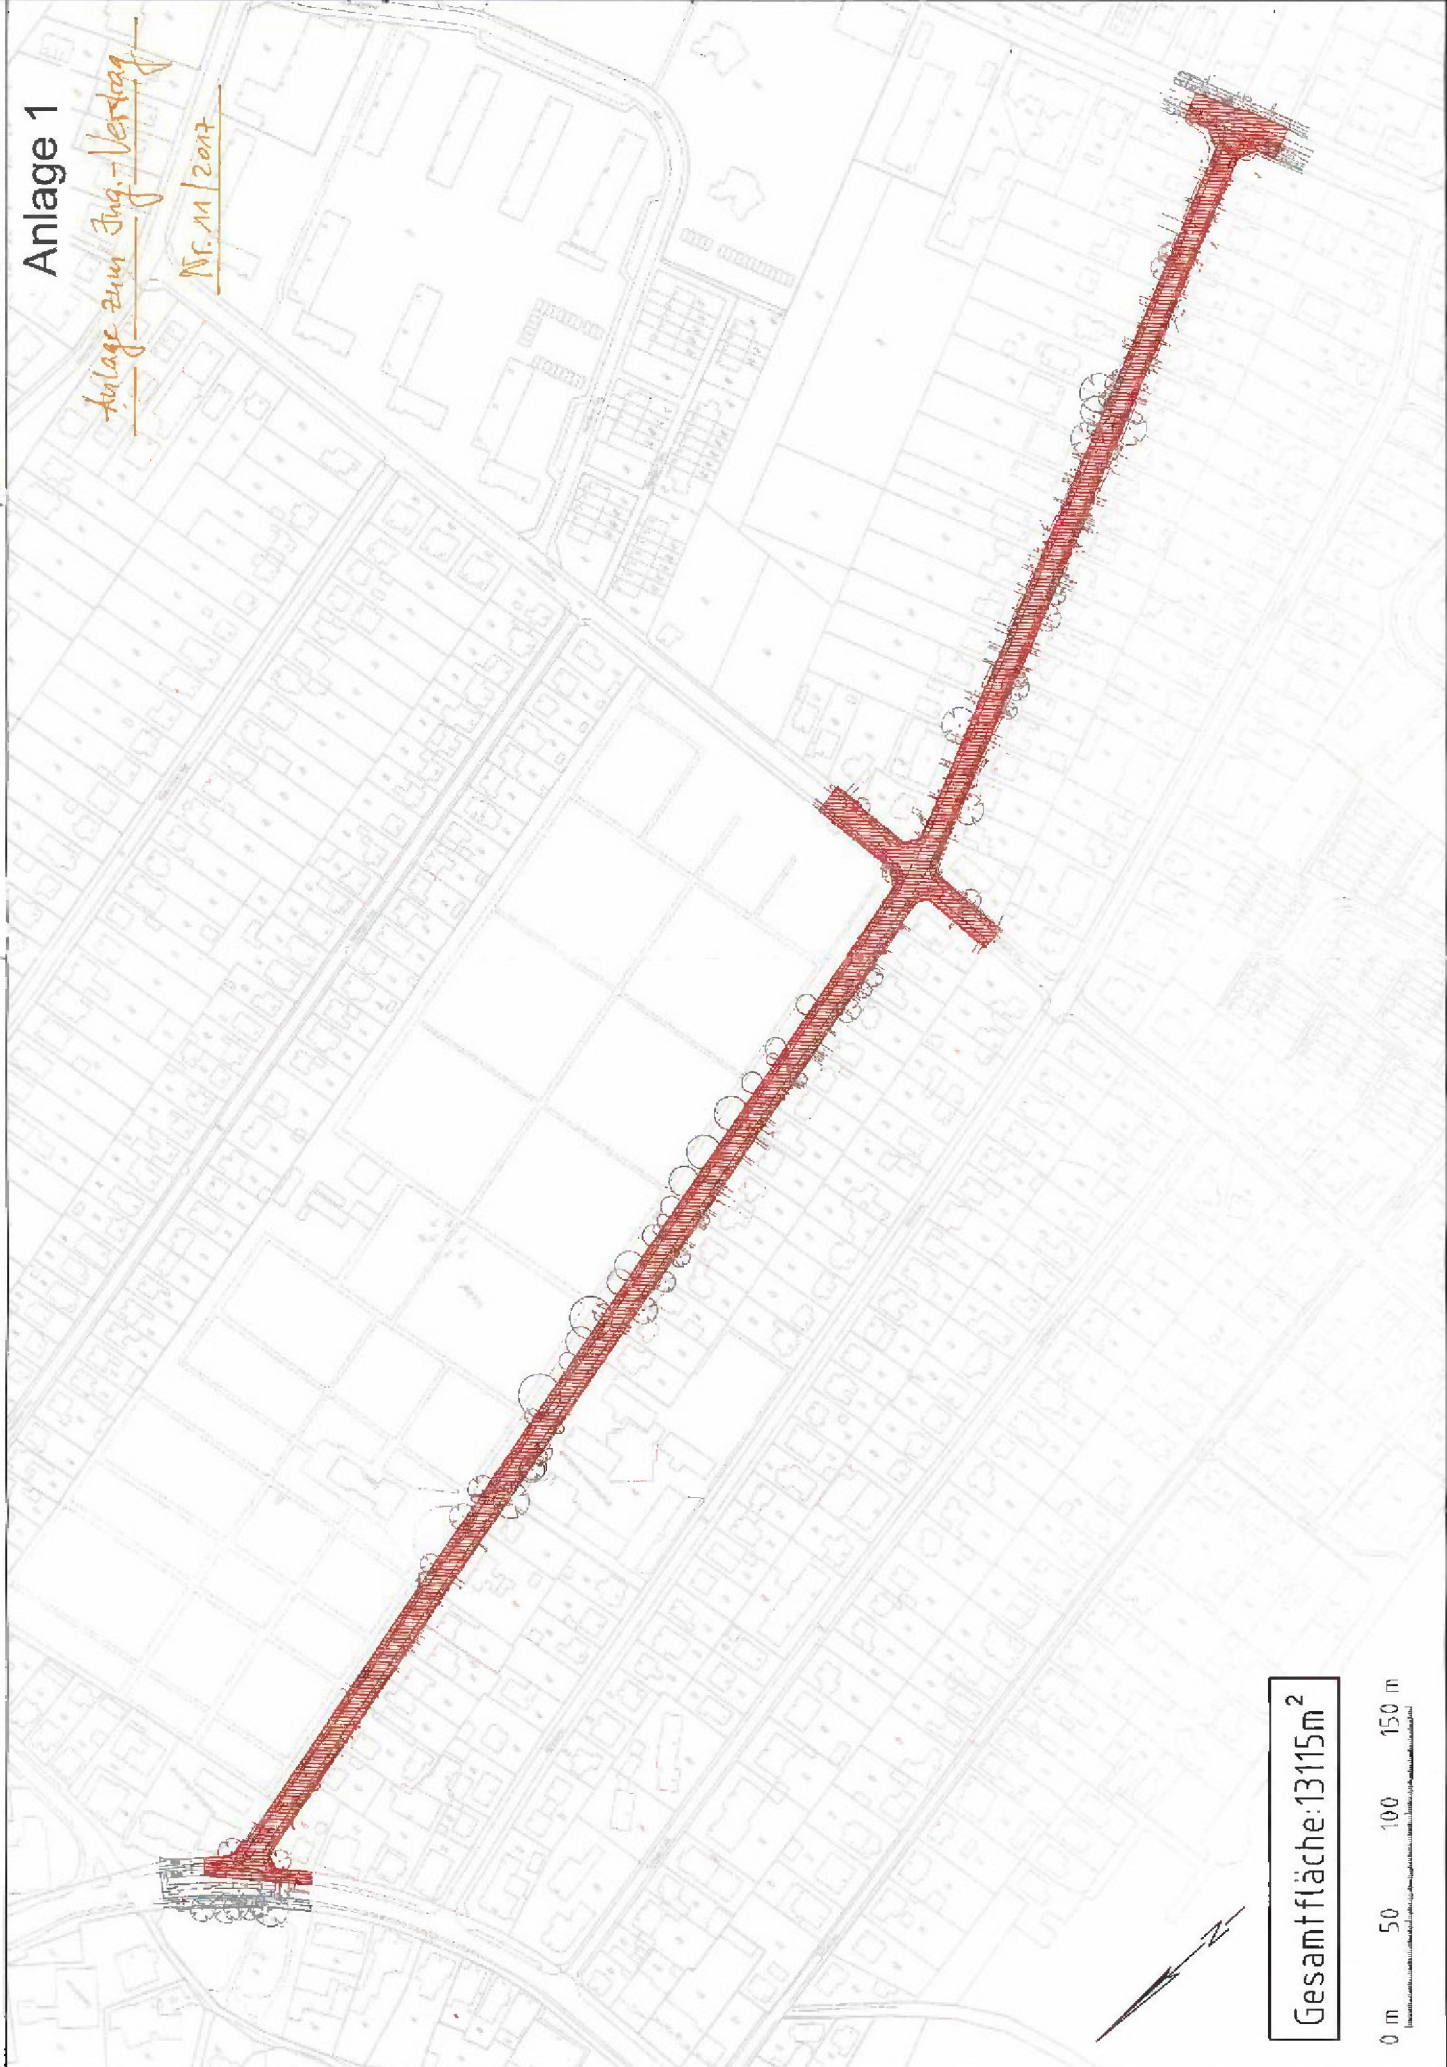 Anlage 1
Anlage zum Ing.-Vertrag
Nr. 11/2017
Gesamtfläche:13115m²
0 m 50 100 150 m
N